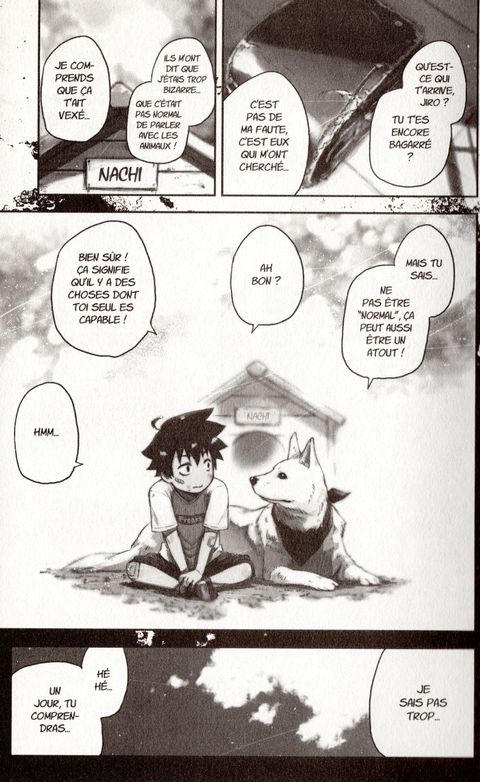 QU'EST-
CE QUI
T'ARRIVE,
JIRO ?
TU T'ES
ENCORE
BAGARRÉ
?
C'EST
PAS DE
MA FAUTE,
C'EST EUX
QUI M'ONT
CHERCHÉ...
ILS M'ONT
DIT QUE
J'ÉTAIS TROP
BIZARRE...
QUE C'ÉTAIT
PAS NORMAL
DE PARLER
AVEC LES
ANIMAUX !
JE COM-
PRENDS
QUE ÇA
T'AIT
VEXÉ...
NACHI
MAIS TU
SAIS...
NE
PAS ÊTRE
"NORMAL", ÇA
PEUT AUSSI
ÊTRE UN
ATOUT !
AH
BON ?
BIEN SÛR !
ÇA SIGNIFIE
QU'IL Y A DES
CHOSES DONT
TOI SEUL ES
CAPABLE !
NACHI
HMM...
JE
SAIS PAS
TROP...
HÉ
HÉ...
UN
JOUR, TU
COMPREN-
DRAS...